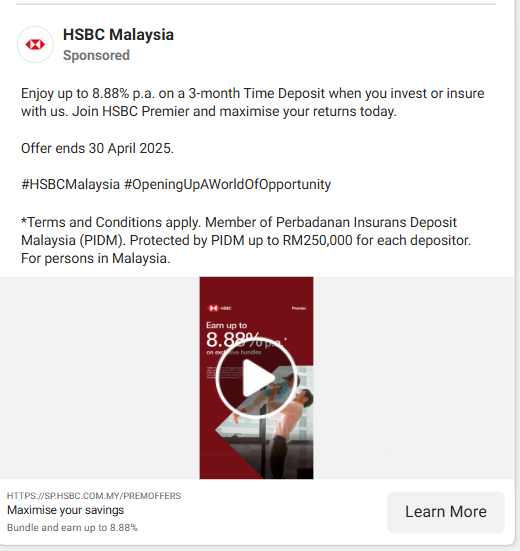 HSBC Malaysia
Sponsored
Enjoy up to 8.88% p.a. on a 3-month Time Deposit when you invest or insure
with us. Join HSBC Premier and maximise your returns today.
Offer ends 30 April 2025.
#HSBCMalaysia #OpeningUpAWorldOfOpportunity
*Terms and Conditions apply. Member of Perbadanan Insurans Deposit
Malaysia (PIDM). Protected by PIDM up to RM250,000 for each depositor.
For persons in Malaysia.
HSBC Premier
Earn up to
8.88% p.a.*
on exclusive bundles
HTTPS://SP.HSBC.COM.MY/PREMOFFERS
Maximise your savings
Bundle and earn up to 8.88%
Learn More